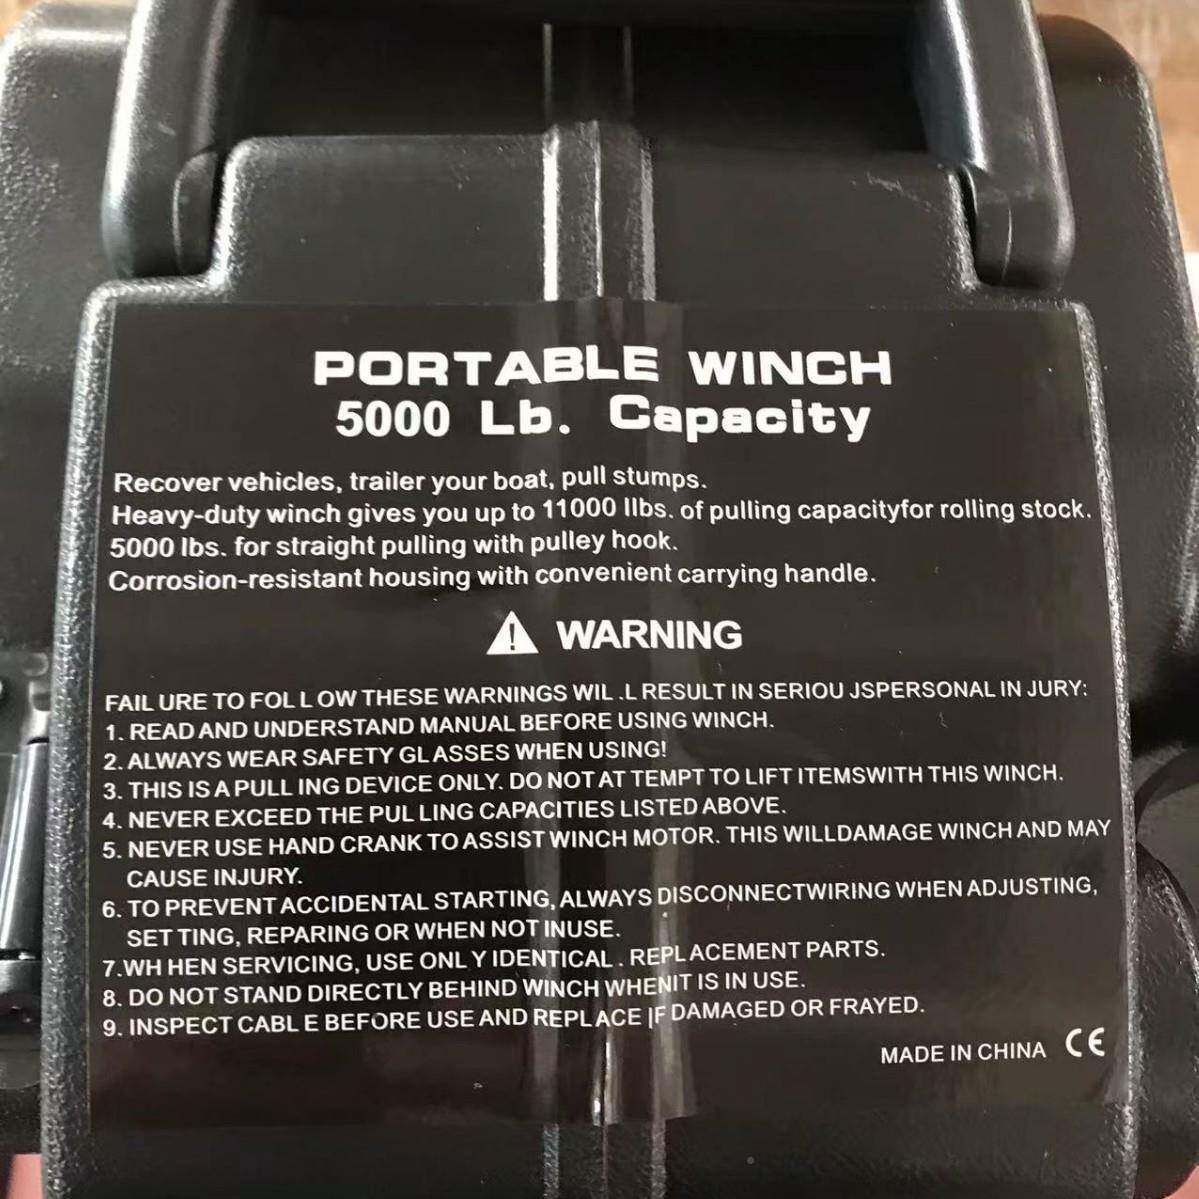 PORTABLE WINCH
5000 Lb. Capacity
Recover vehicles, trailer your boat, pull stumps.
Heavy-duty winch gives you up to 11000 llbs. of pulling capacityfor rolling stock.
5000 lbs. for straight pulling with pulley hook.
Corrosion-resistant housing with convenient carrying handle.
WARNING
FAIL URE TO FOL L OW THESE WARNINGS WIL .L RESULT IN SERIOU JSPERSONAL IN JURY:
1. READ AND UNDERSTAND MANUAL BEFORE USING WINCH.
2. ALWAYS WEAR SAFETY GL ASSES WHEN USING!
3. THIS IS A PULL ING DEVICE ONLY. DO NOT AT TEMPT TO LIFT ITEMSWITH THIS WINCH.
4. NEVER EXCEED THE PUL LING CAPACITIES LISTED ABOVE.
5. NEVER USE HAND CRANK TO ASSIST WINCH MOTOR. THIS WILLDAMAGE WINCH AND MAY
CAUSE INJURY.
6. TO PREVENT ACCIDENTAL STARTING, ALWAYS DISCONNECTWIRING WHEN ADJUSTING,
SET TING, REPARING OR WHEN NOT INUSE.
7.WH HEN SERVICING, USE ONL Y IDENTICAL . REPL ACEMENT PARTS.
8. DO NOT STAND DIRECTLY BEHIND WINCH WHENIT IS IN USE.
9. INSPECT CABL E BEFORE USE AND REPL ACE |F DAMAGED OR FRAYED.
MADE IN CHINA CE